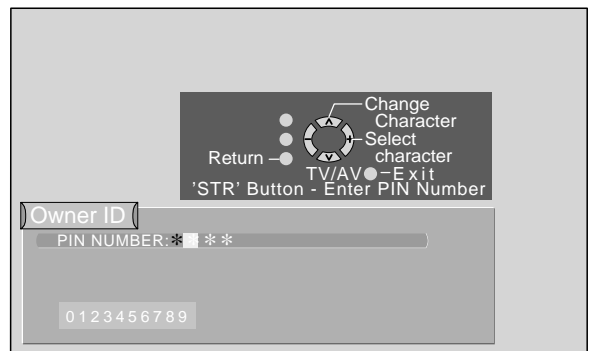 Change
Character
Select
character
Return
TV/AV - Exit
'STR' Button - Enter PIN Number
Owner ID
PIN NUMBER:****
0123456789